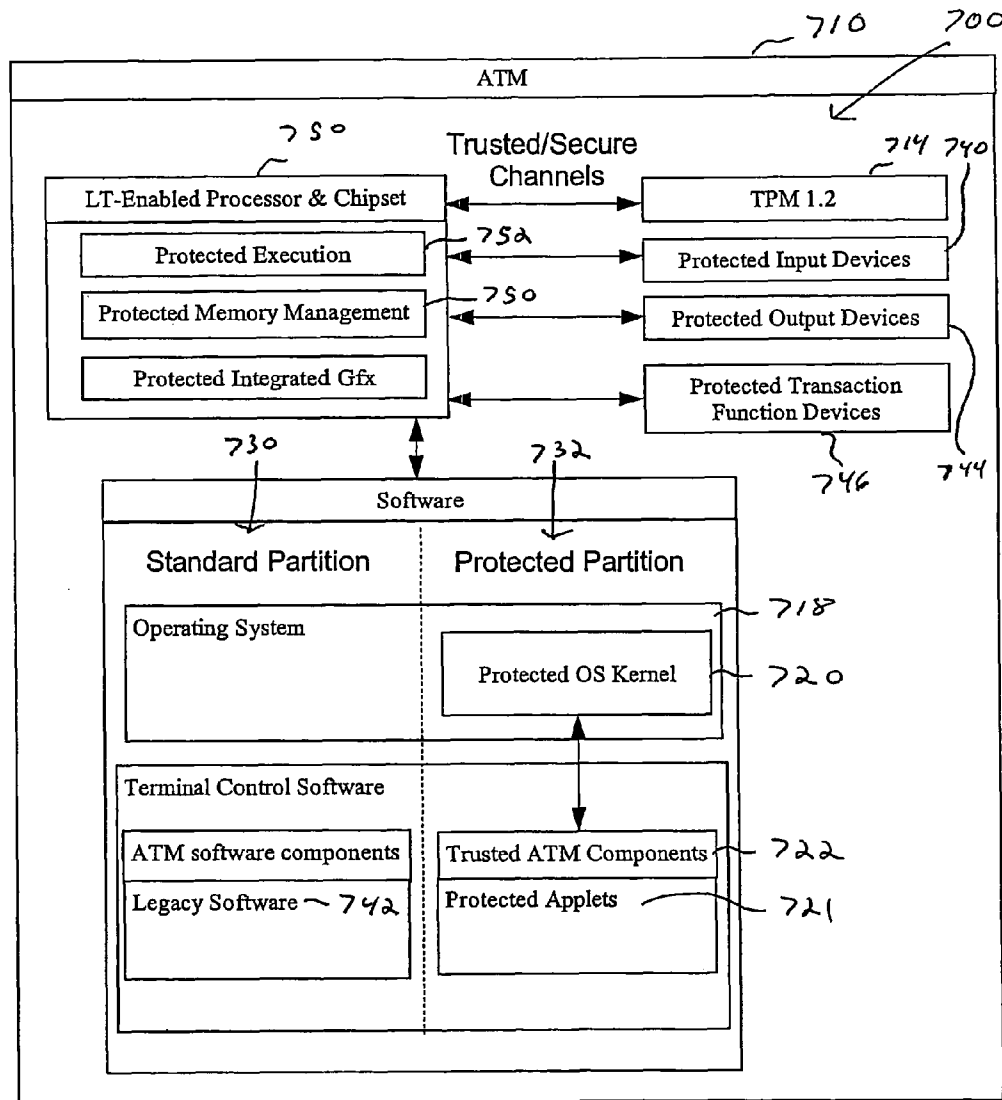 710
700
ATM
750
Trusted/Secure
Channels
714
740
LT-Enabled Processor & Chipset
TPM 1.2
Protected Execution
752
Protected Input Devices
Protected Memory Management
750
Protected Output Devices
Protected Integrated Gfx
Protected Transaction
Function Devices
730
732
746
744
Software
Standard Partition
Protected Partition
718
Operating System
Protected OS Kernel
720
Terminal Control Software
ATM software components
Trusted ATM Components
722
Legacy Software
742
Protected Applets
721